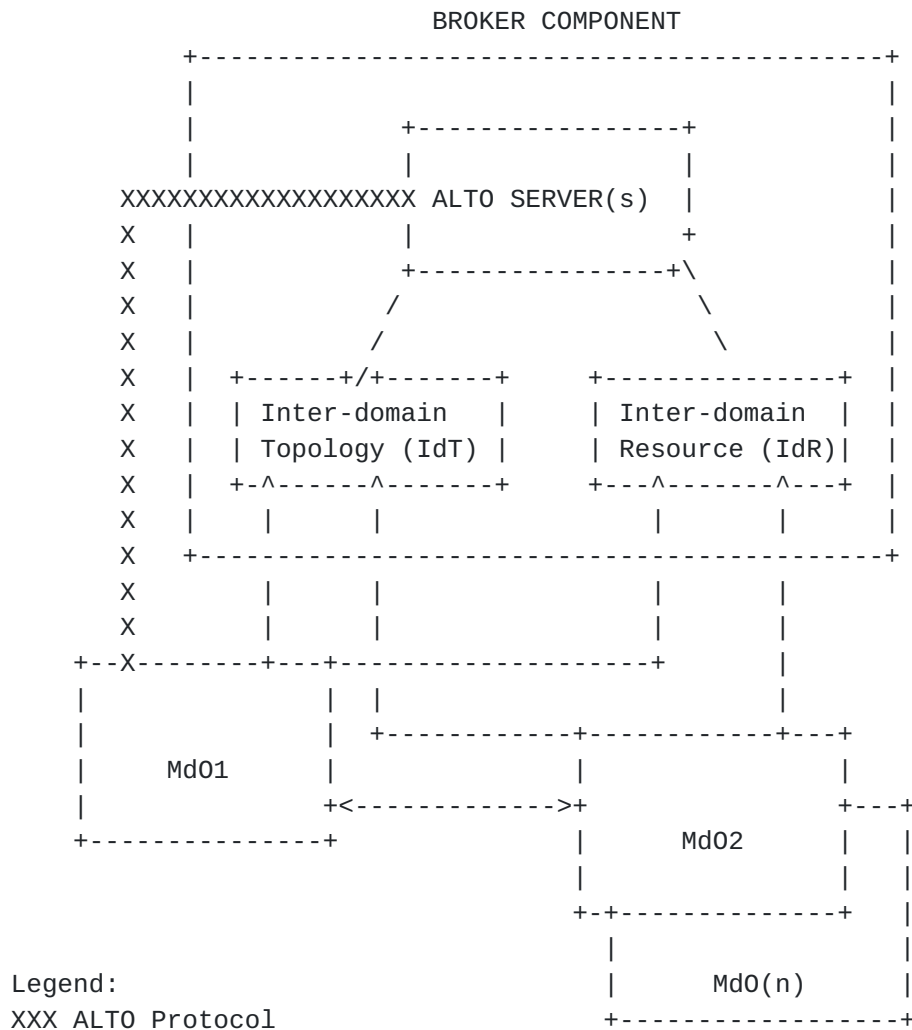 BROKER COMPONENT
XXXXXXXXXXXXXXXXXXX ALTO SERVER(s)
X
X
X
X
X
X Inter-domain Inter-domain
X Topology (IdT) Resource (IdR)
X
X
X
X
X
X
MdO1
MdO2
Legend: MdO(n)
XXX ALTO Protocol